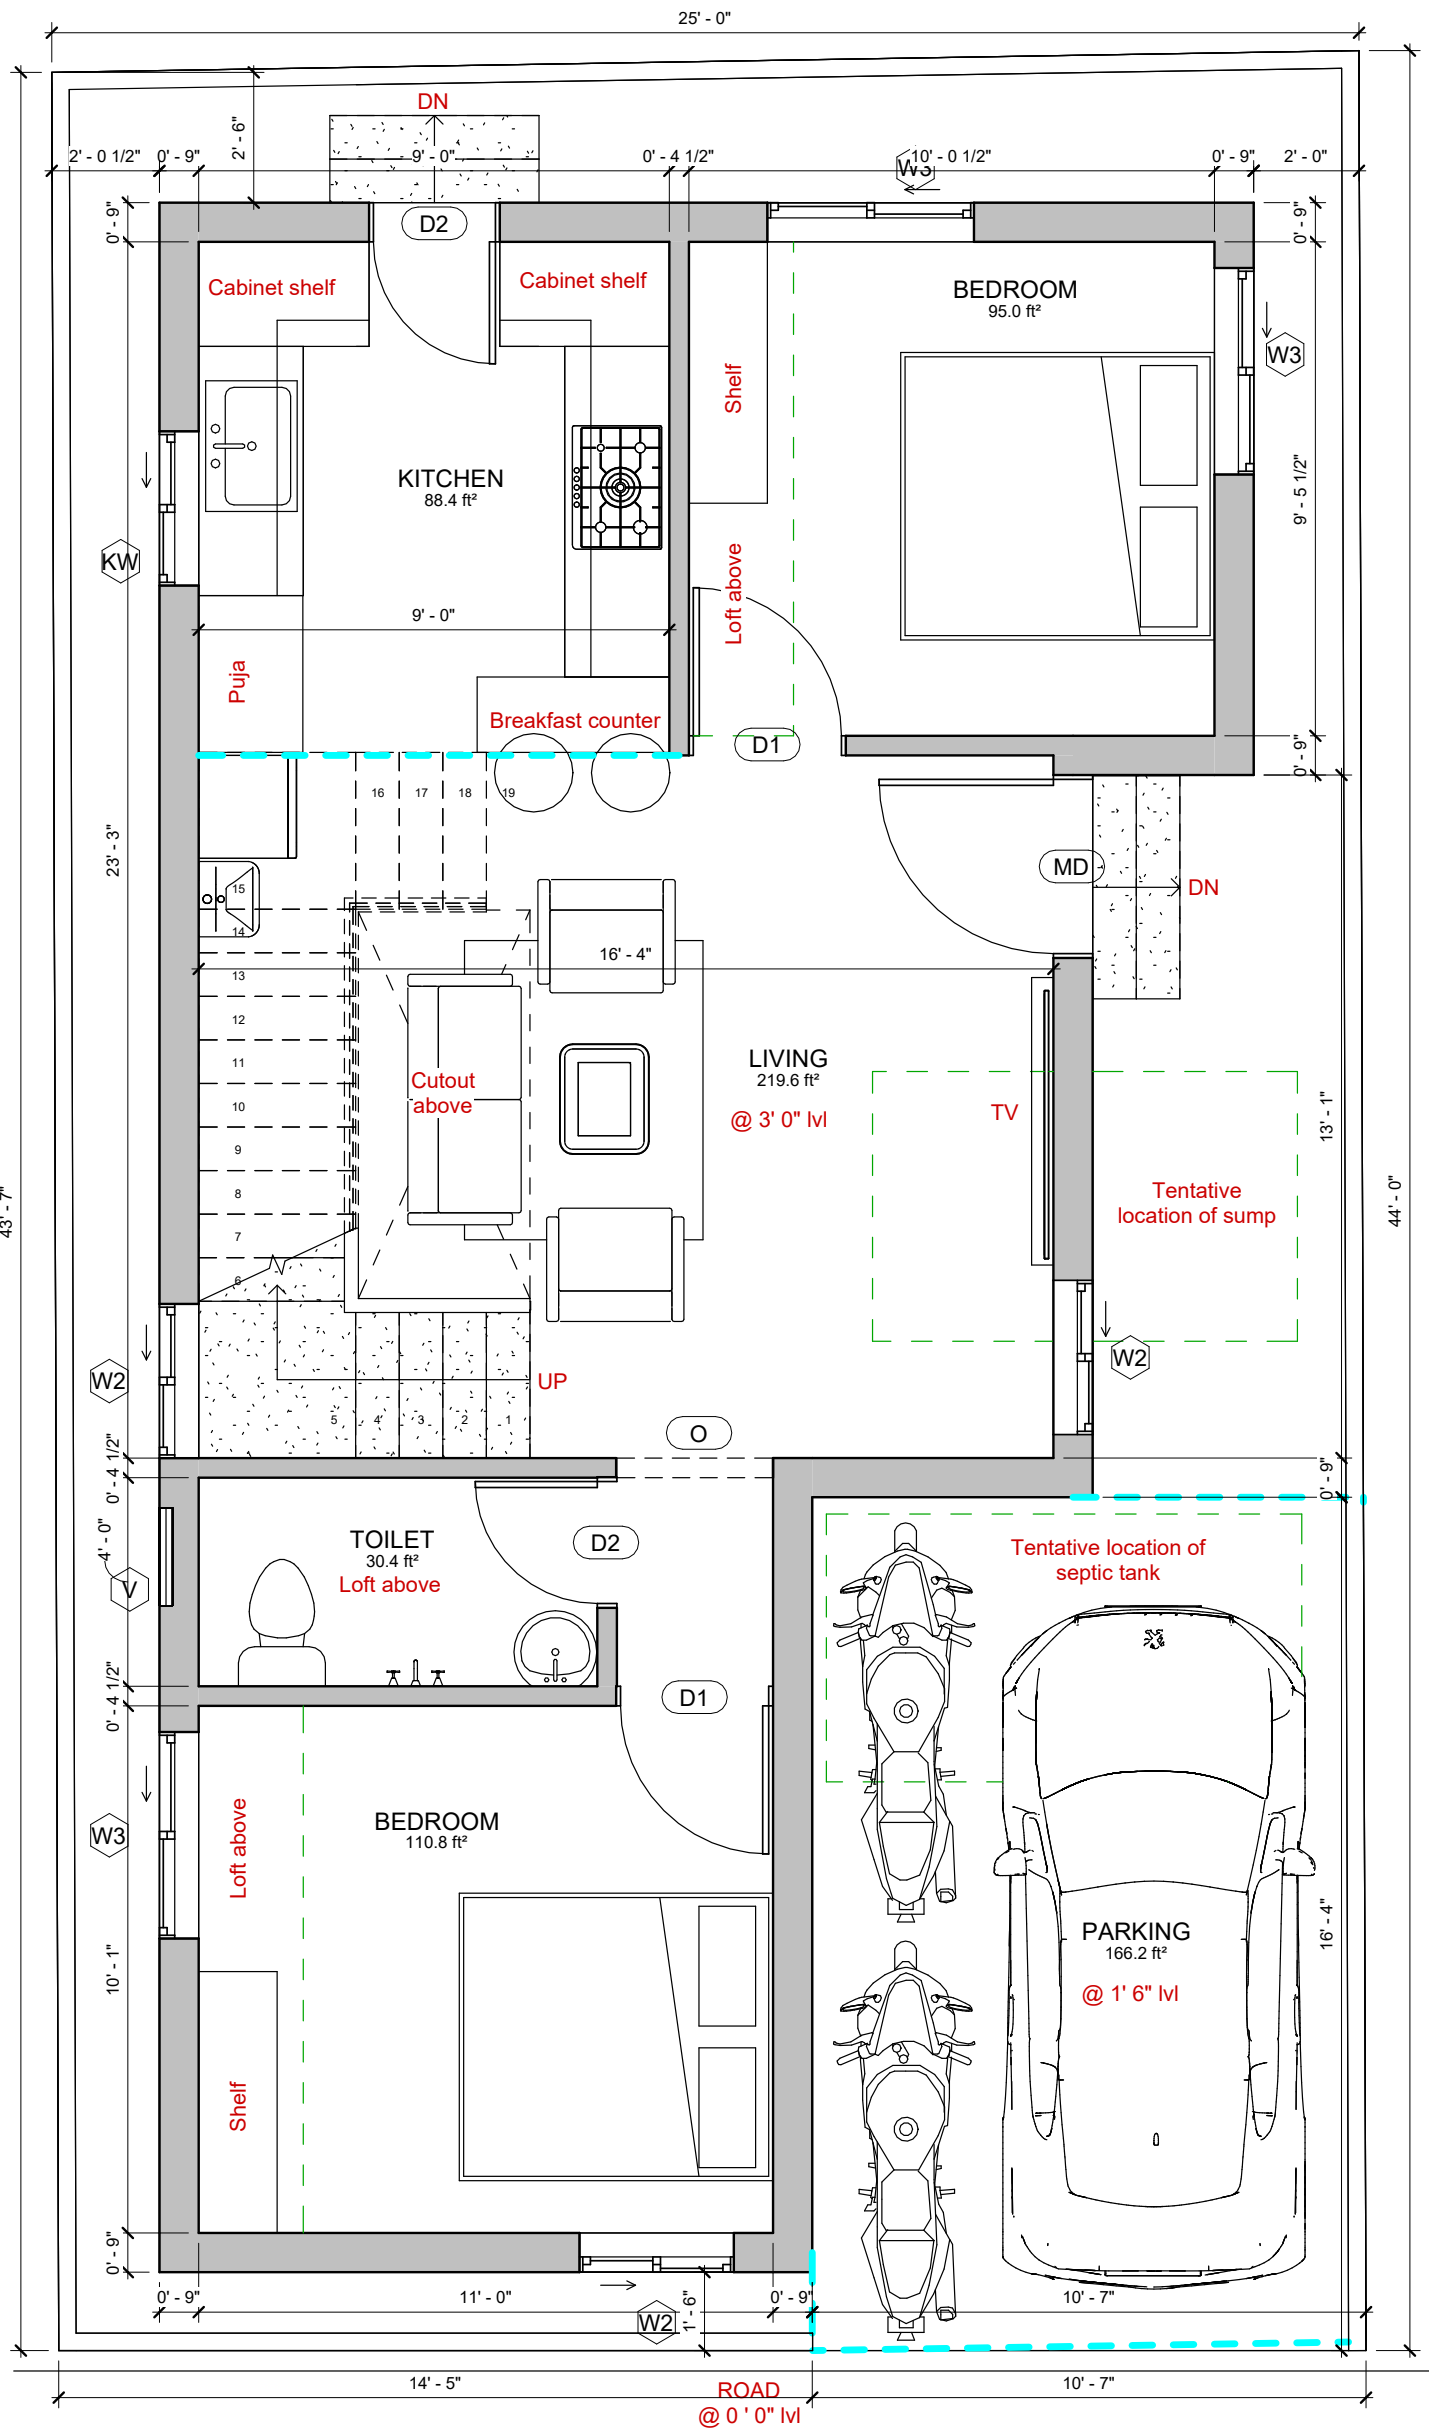 25' - 0"
DN
2' - 6"
2' - 0 1/2"
0' - 9"
9' - 0"
0' - 4 1/2"
10' - 0 1/2"
0' - 9"
2' - 0"
W3
0' - 9"
D2
0' - 9"
Cabinet shelf
Cabinet shelf
BEDROOM
95.0 ft²
W3
Shelf
KITCHEN
88.4 ft²
9' - 5 1/2"
KW
Loft above
9' - 0"
Puja
Breakfast counter
D1
0' - 9"
16
17
18
19
23' - 3"
MD
DN
15
14
16' - 4"
13
12
11
LIVING
219.6 ft²
@ 3' 0" lvl
Cutout
above
TV
13' - 1"
10
9
8
7
6
Tentative
location of sump
43' - 7"
44' - 0"
W2
W2
UP
5
4
3
2
1
O
0' - 4 1/2"
0' - 9"
4' - 0"
V
TOILET
30.4 ft²
Loft above
D2
Tentative location of
septic tank
0' - 4 1/2"
D1
W3
Loft above
BEDROOM
110.8 ft²
PARKING
166.2 ft²
@ 1' 6" lvl
16' - 4"
10' - 1"
Shelf
0' - 9"
0' - 9"
11' - 0"
W2
1' - 6"
0' - 9"
10' - 7"
14' - 5"
ROAD
@ 0 ' 0" lvl
10' - 7"